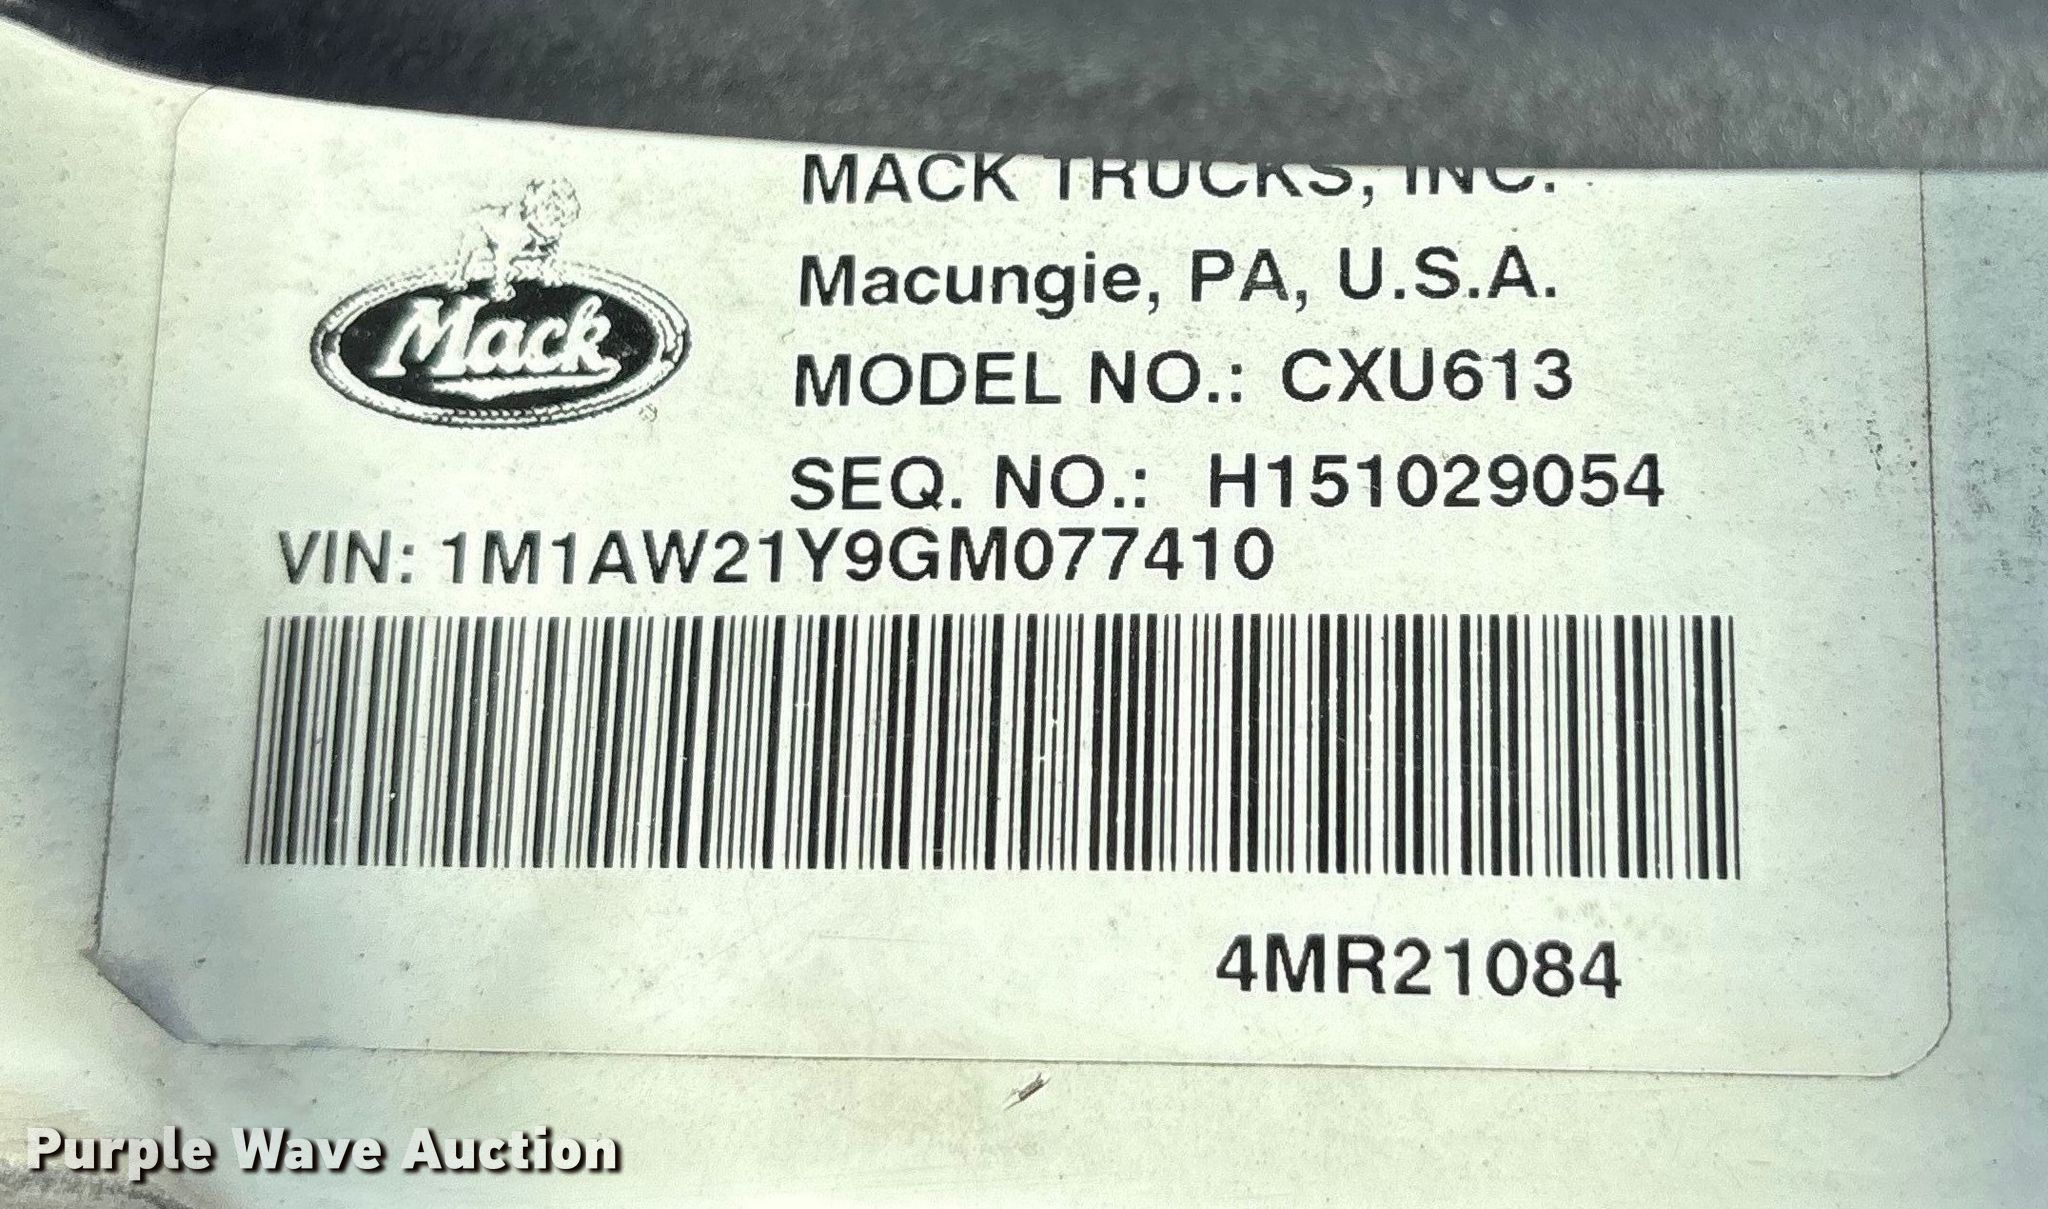 MACK TRUCKS, INC.
Macungie, PA, U.S.A.
MODEL NO.: CXU613
SEQ. NO.: H151029054
Mack
®
VIN: 1M1AW21Y9GM077410
4MR21084
Purple Wave Auction